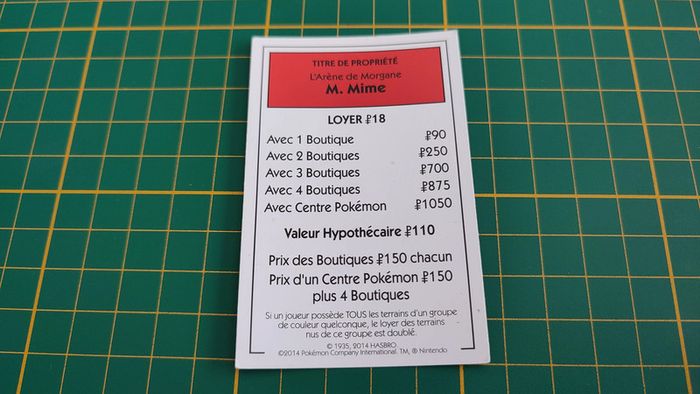 TITRE DE PROPRIÉTÉ
L'Arène de Morgane
M. Mime
LOYER ₽18
Avec 1 Boutique ₽90
Avec 2 Boutiques ₽250
Avec 3 Boutiques ₽700
Avec 4 Boutiques ₽875
Avec Centre Pokémon ₽1050
Valeur Hypothécaire ₽110
Prix des Boutiques ₽150 chacun
Prix d'un Centre Pokémon ₽150
plus 4 Boutiques
Si un joueur possède TOUS les terrains d'un groupe
de couleur quelconque, le loyer des terrains
nus de ce groupe est doublé.
© 1935, 2014 HASBRO.
©2014 Pokémon Company International. TM, ® Nintendo